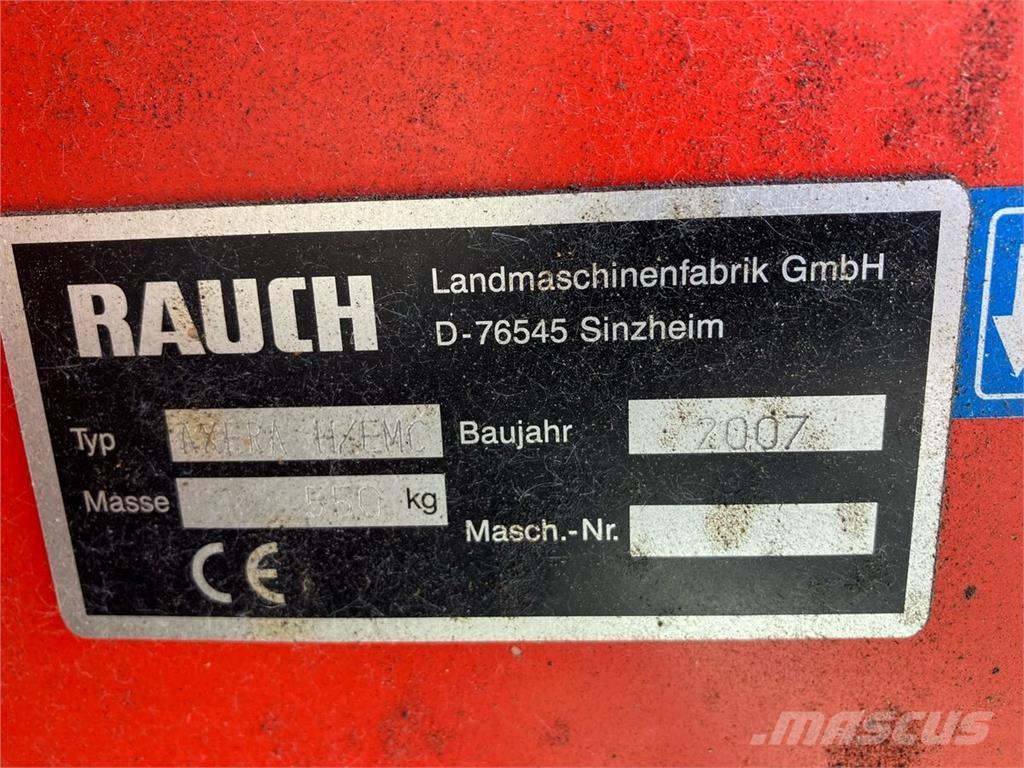 RAUCH
Landmaschinenfabrik GmbH
D-76545 Sinzheim
Typ AXERA H/EMC
Baujahr 2007
Masse 550 kg
Masch.-Nr.
CE
MASCUS